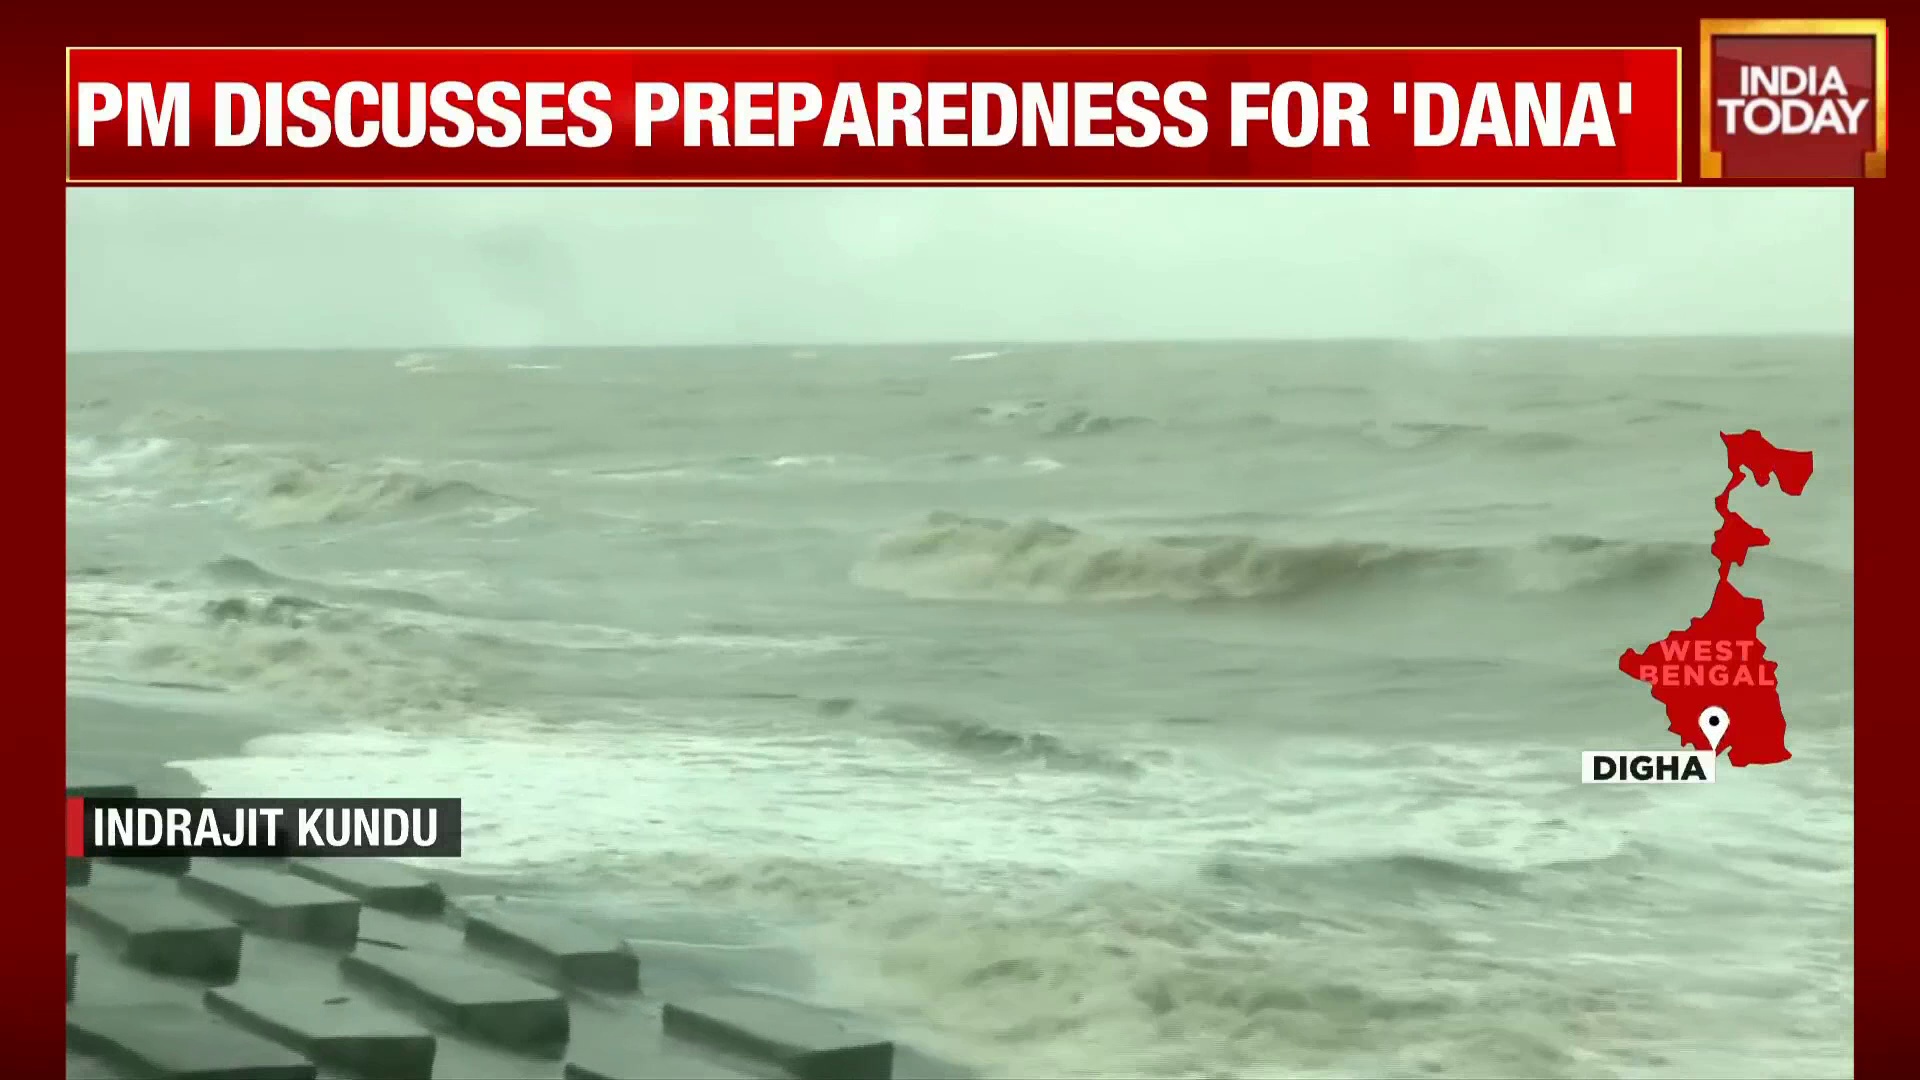 PM DISCUSSES PREPAREDNESS FOR 'DANA'
INDIA
TODAY
WEST
BENGAL
DIGHA
INDRAJIT KUNDU